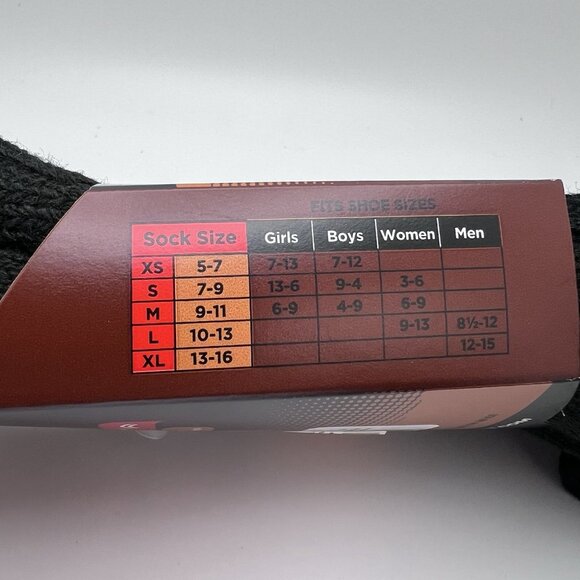 FITS SHOE SIZES
Sock Size Girls Boys Women Men
XS 5-7 7-13 7-12
S 7-9 13-6 9-4 3-6
M 9-11 6-9 4-9 6-9
L 10-13 9-13 8½-12
XL 13-16 12-15